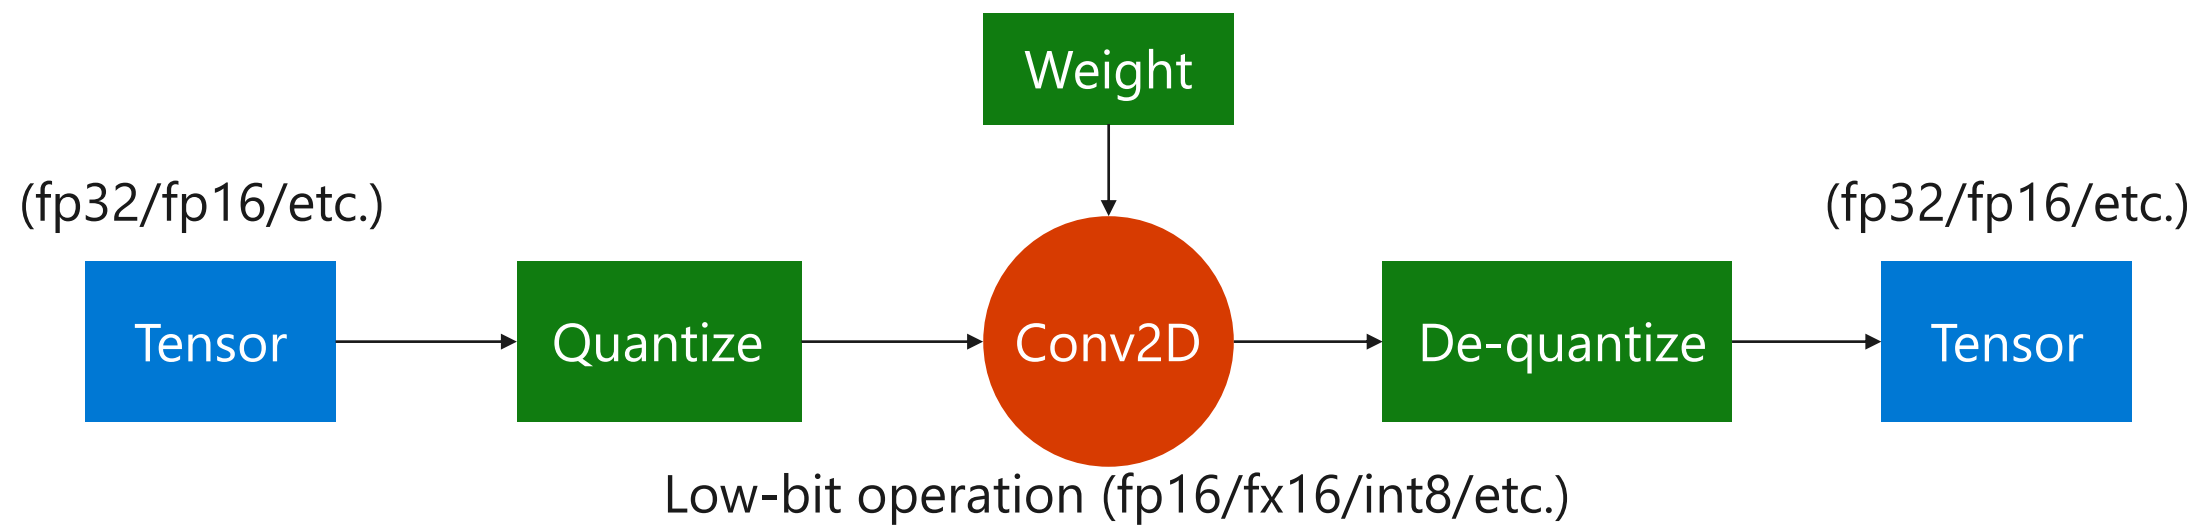 Weight
(fp32/fp16/etc.)
(fp32/fp16/etc.)
Tensor
Quantize
Conv2D
De-quantize
Tensor
Low-bit operation (fp16/fx16/int8/etc.)